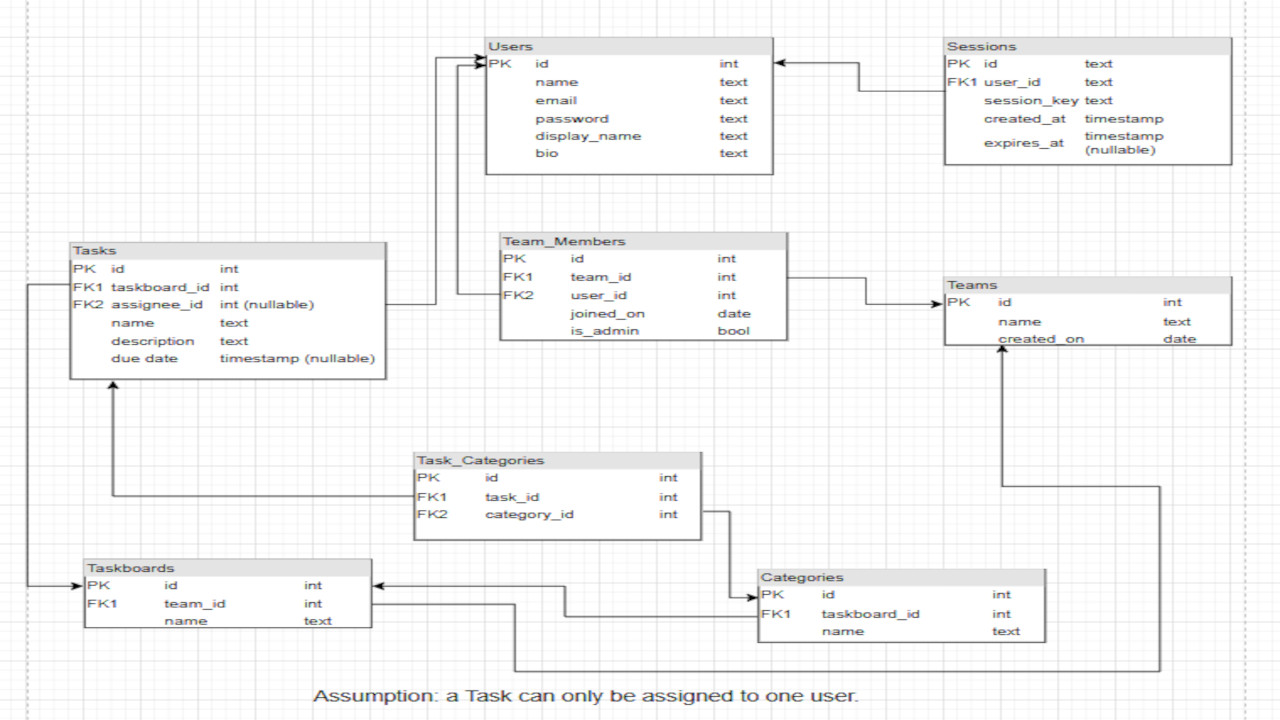 Users
PK id int
name text
email text
password text
display_name text
bio text
Sessions
PK id text
FK1 user_id text
session_key text
created_at timestamp
expires_at timestamp
(nullable)
Tasks
PK id int
FK1 taskboard_id int
FK2 assignee_id int (nullable)
name text
description text
due date timestamp (nullable)
Team_Members
PK id int
FK1 team_id int
FK2 user_id int
joined_on date
is_admin bool
Teams
PK id int
name text
created_on date
Task_Categories
PK id int
FK1 task_id int
FK2 category_id int
Taskboards
PK id int
FK1 team_id int
name text
Categories
PK id int
FK1 taskboard_id int
name text
Assumption: a Task can only be assigned to one user.